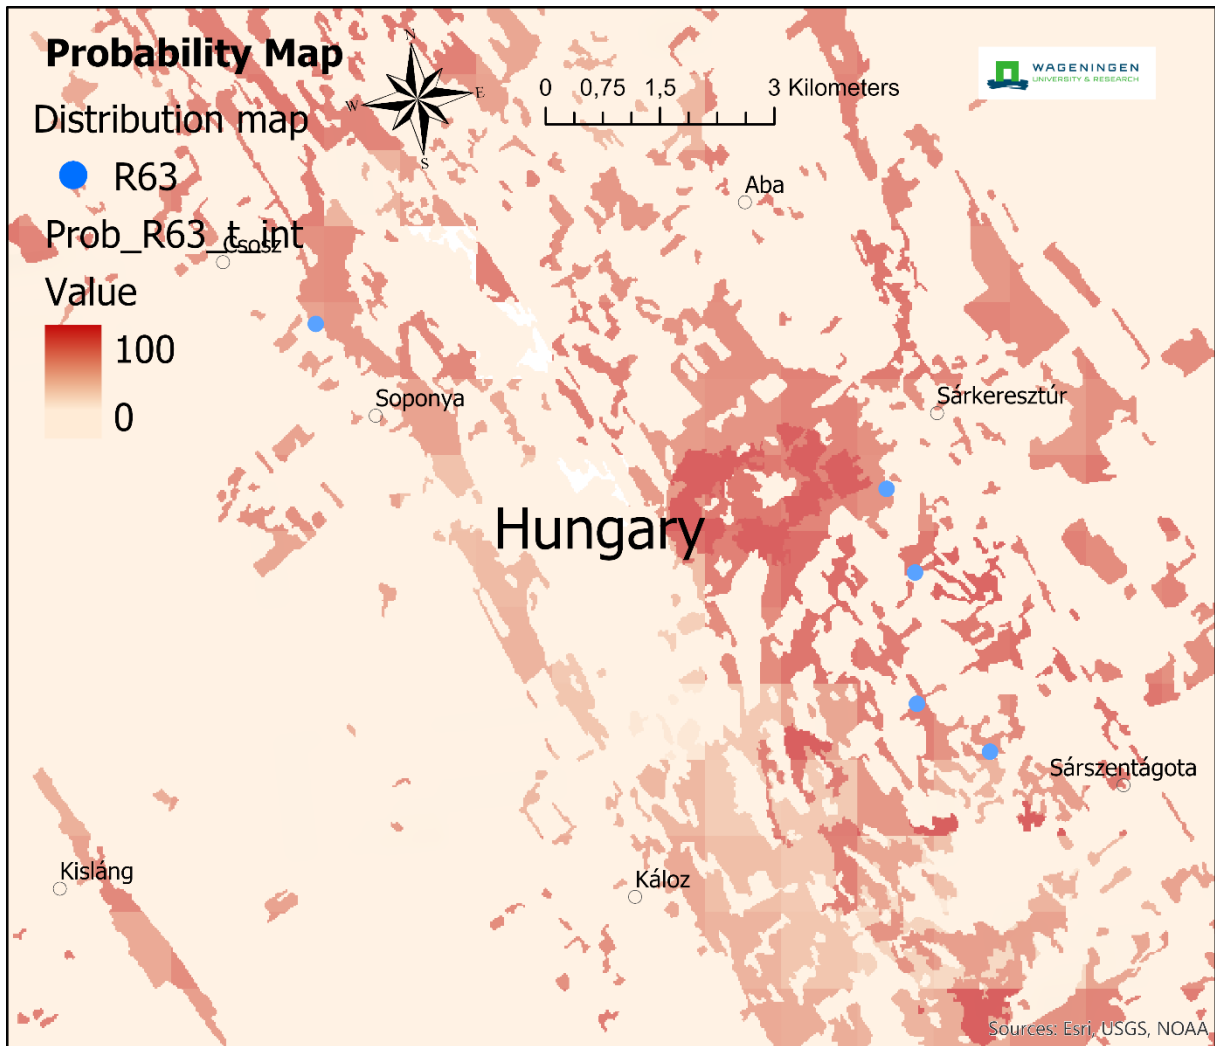 Probability Map
Distribution map
R63
Prob_R63_t_int
Value
100
0
N
W
E
S
0 0,75 1,5 3 Kilometers
WAGENINGEN
UNIVERSITY & RESEARCH
Aba
Csosz
Soponya
Sárkeresztúr
Hungary
Sárszentágota
Kisláng
Káloz
Sources: Esri, USGS, NOAA